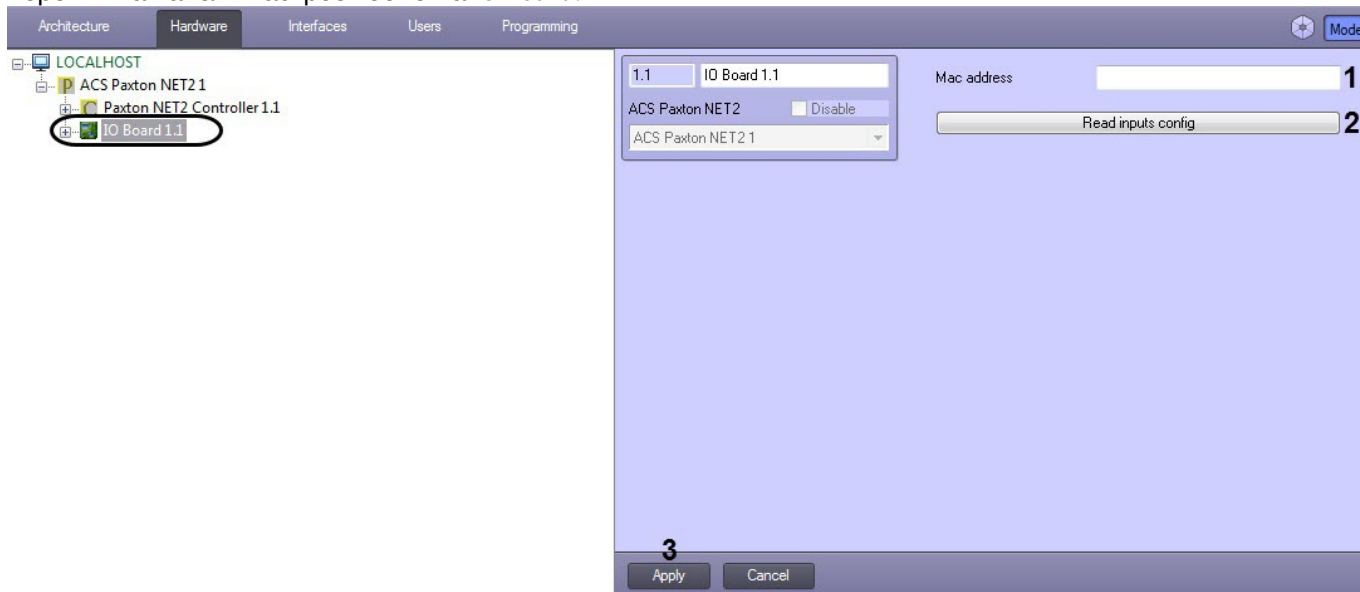 Architecture Hardware Interfaces Users Programming Mode
LOCALHOST
ACS Paxton NET2 1
Paxton NET2 Controller 1.1
IO Board 1.1
1.1 IO Board 1.1
ACS Paxton NET2 Disable
ACS Paxton NET2 1
Mac address 1
Read inputs config 2
3
Apply Cancel